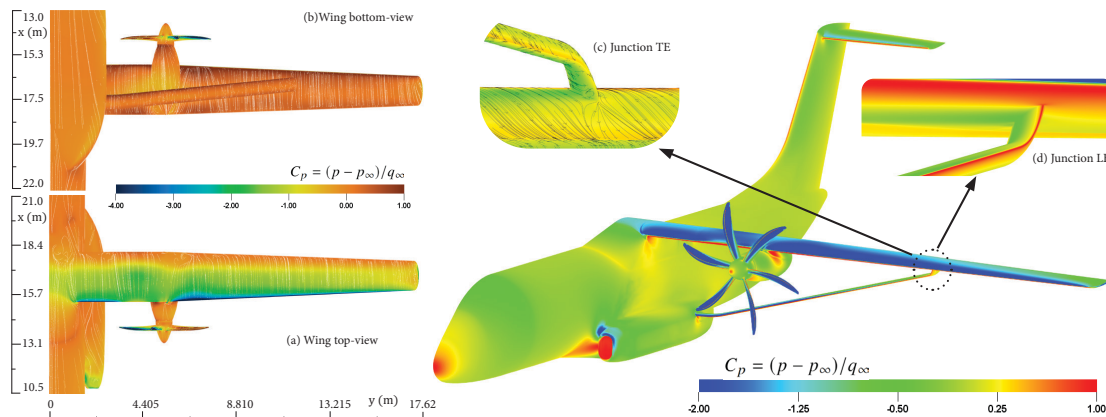 13.0
x (m)
15.3
17.5
19.7
22.0
(b)Wing bottom-view
C_p = (p − p_∞)/q_∞
-4.00 -3.00 -2.00 -1.00 0.00 1.00
21.0
x (m)
18.4
15.7
13.1
10.5
(a) Wing top-view
0 4.405 8.810 y (m) 13.215 17.62
(c) Junction TE
(d) Junction LE
C_p = (p − p_∞)/q_∞
-2.00 -1.25 -0.50 0.25 1.00